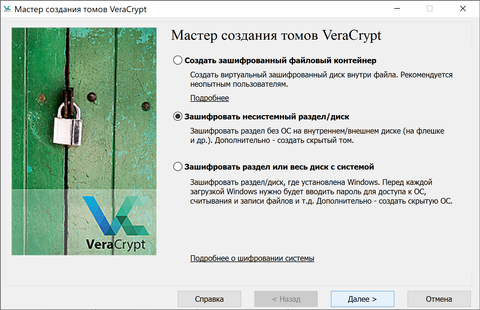 Мастер создания томов VeraCrypt
Мастер создания томов VeraCrypt
Создать зашифрованный файловый контейнер
Создать виртуальный зашифрованный диск внутри файла. Рекомендуется
неопытным пользователям.
Подробнее
Зашифровать несистемный раздел/диск
Зашифровать раздел без ОС на внутреннем/внешнем диске (на флешке
и др.). Дополнительно - создать скрытый том.
Зашифровать раздел или весь диск с системой
Зашифровать раздел/диск, где установлена Windows. Перед каждой
загрузкой Windows нужно будет вводить пароль для доступа к ОС,
считывания и записи файлов и т.д. Дополнительно - создать скрытую ОС.
VeraCrypt
Подробнее о шифровании системы
Справка
< Назад
Далее >
Отмена